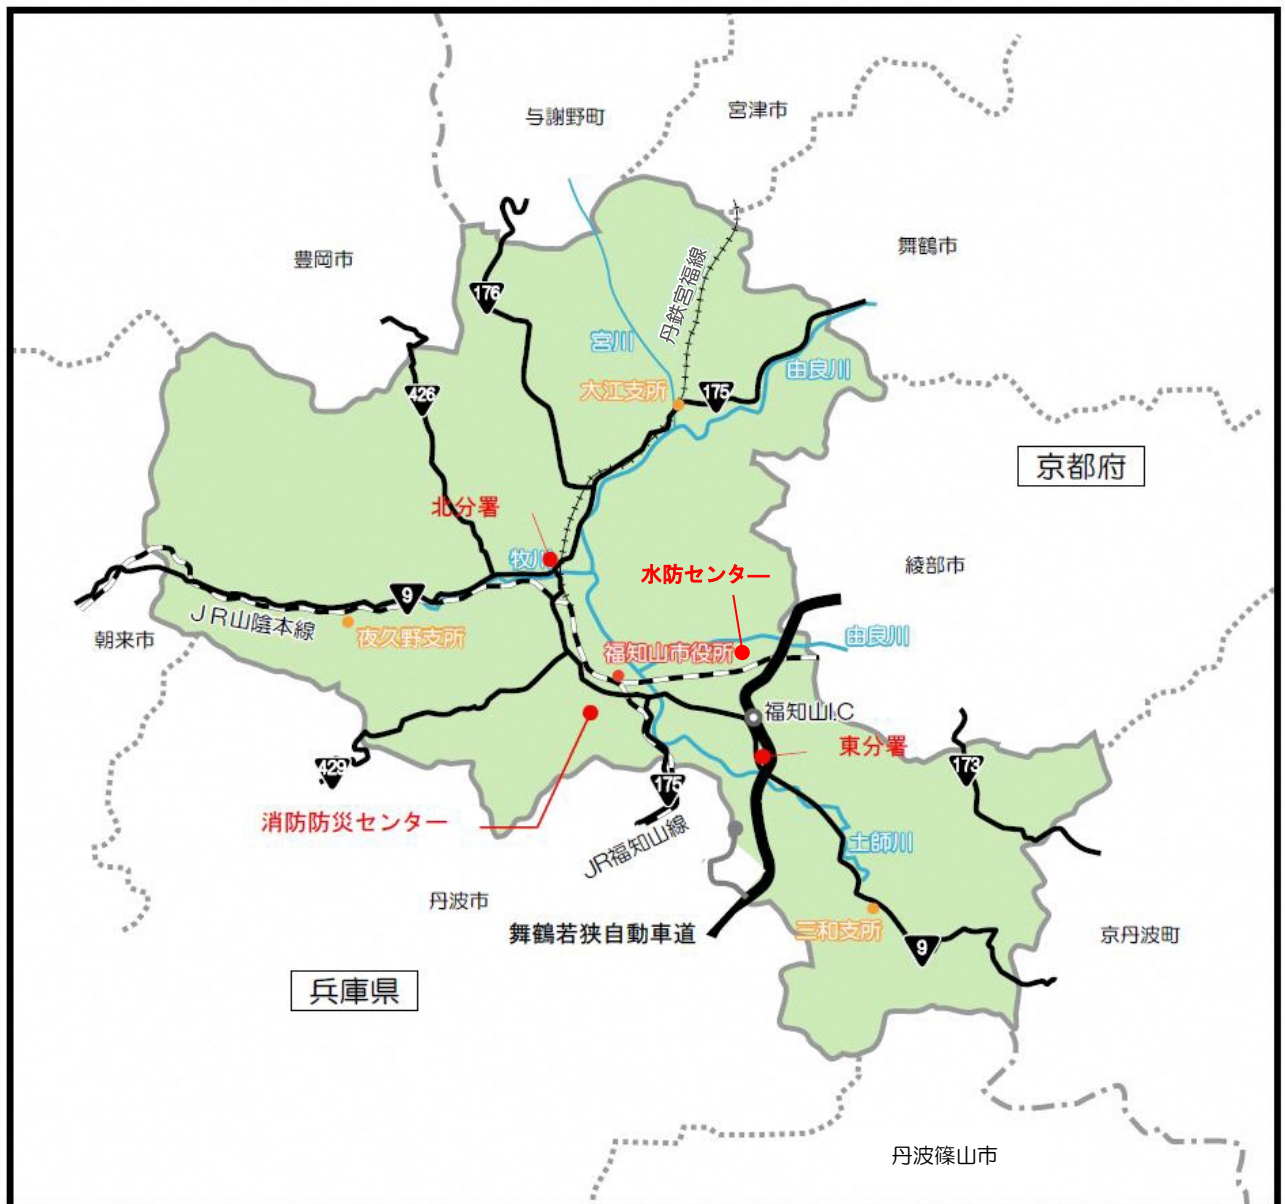 与謝野町
宮津市
豊岡市
舞鶴市
176
丹鉄宮福線
宮川
由良川
大江支所
175
426
京都府
北分署
牧川
水防センター
綾部市
9
JR山陰本線
朝来市
夜久野支所
福知山市役所
由良川
福知山I.C
東分署
429
175
173
消防防災センター
JR福知山線
土師川
丹波市
舞鶴若狭自動車道
三和支所
9
京丹波町
兵庫県
丹波篠山市